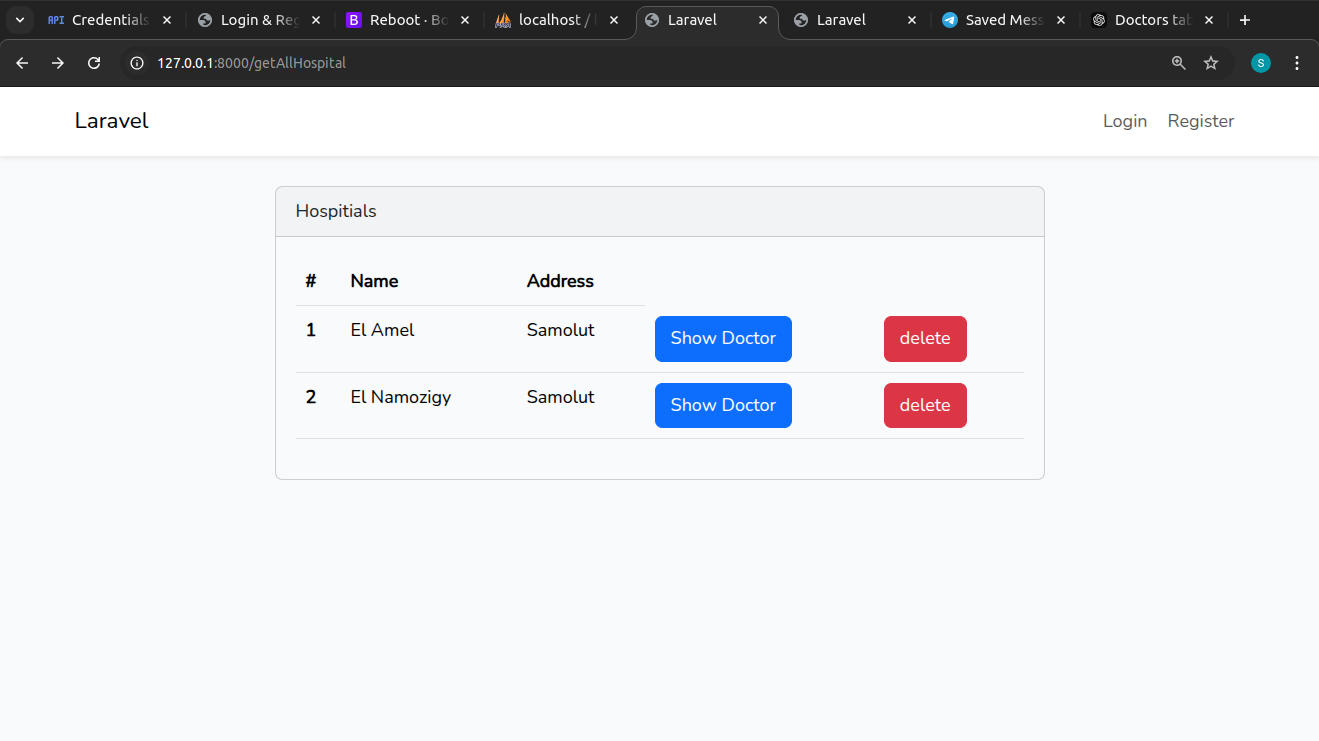 API Credentials
Login & Reg
B Reboot · Bo
localhost /
Laravel
Laravel
Saved Mess
Doctors tab
127.0.0.1:8000/getAllHospital
S
Laravel
Login Register
Hospitials
# Name Address
1 El Amel Samolut Show Doctor delete
2 El Namozigy Samolut Show Doctor delete